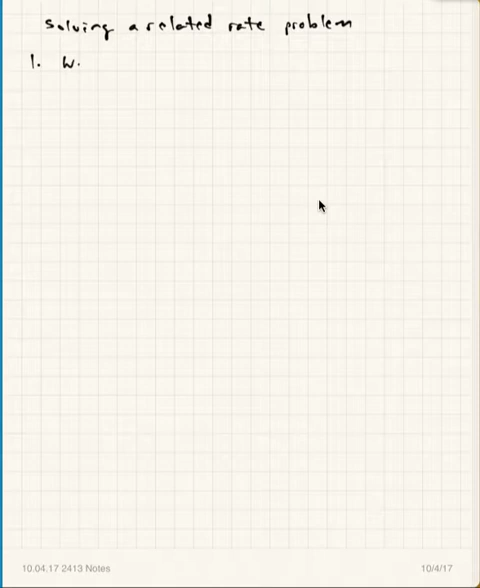 Solving a related rate problem
1. W.
10.04.17 2413 Notes
10/4/17